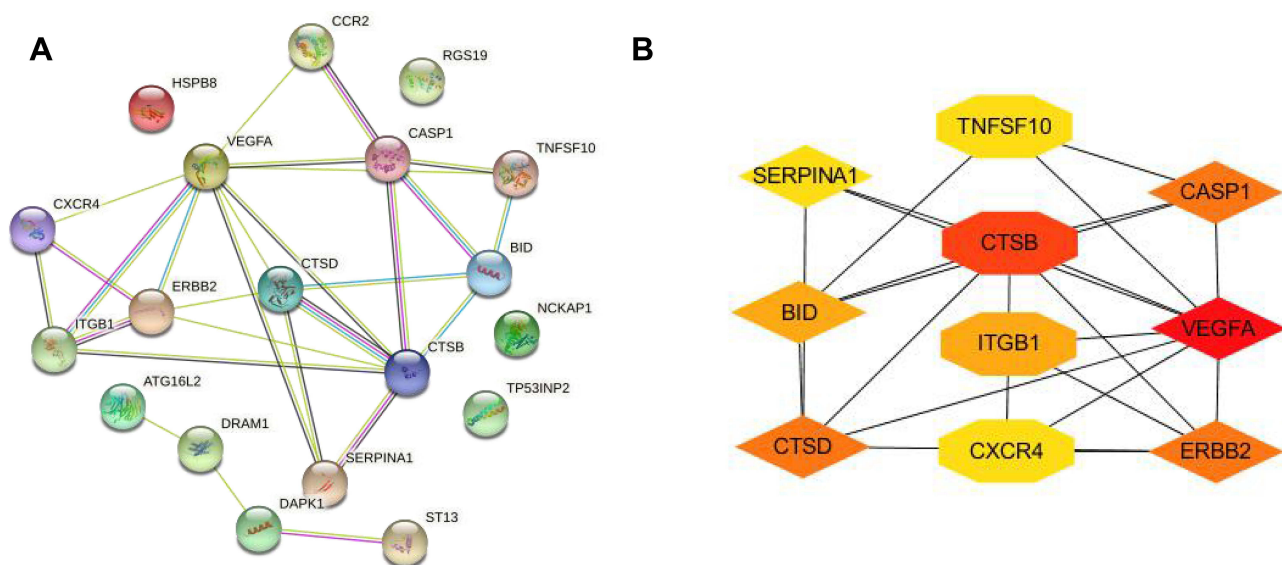 A
CCR2
RGS19
HSPB8
VEGFA
CASP1
TNFSF10
CXCR4
BID
CTSD
ERBB2
NCKAP1
ITGB1
CTSB
ATG16L2
TP53INP2
DRAM1
SERPINA1
DAPK1
ST13
B
TNFSF10
SERPINA1
CASP1
CTSB
BID
VEGFA
ITGB1
CTSD
CXCR4
ERBB2